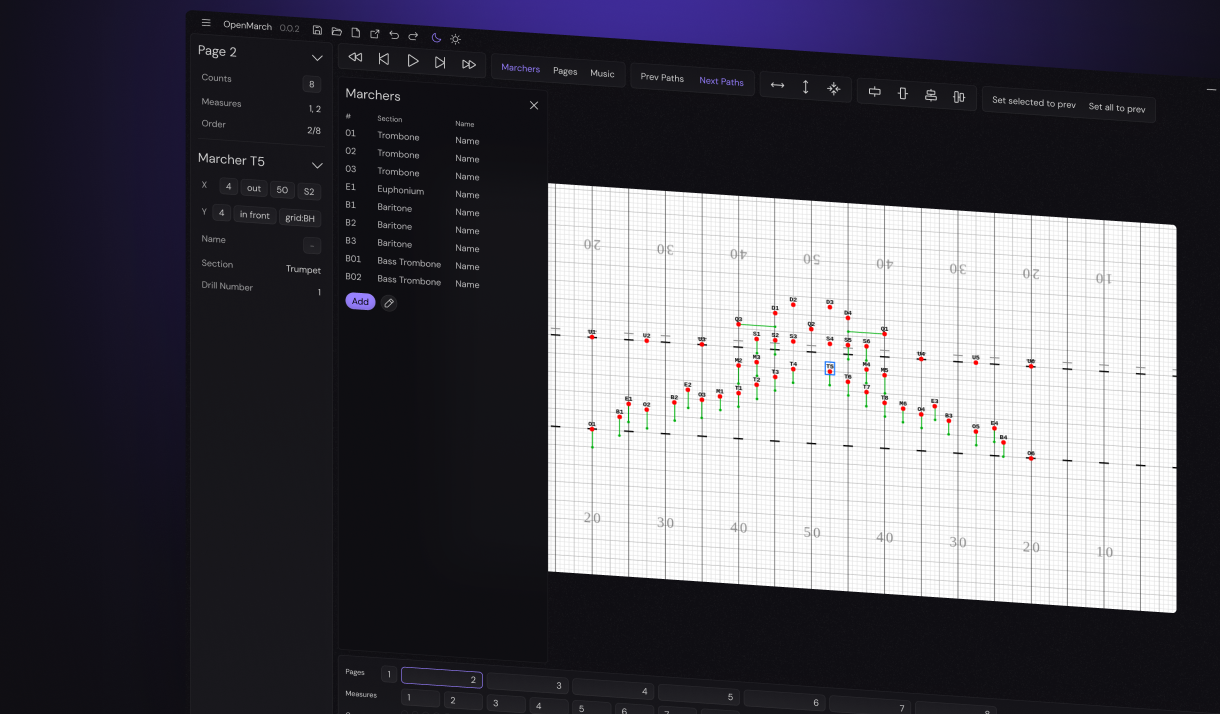 OpenMarch 0.0.2
Page 2
Counts 8
Measures 1, 2
Order 2/8
Marcher T5
X 4 out 50 S2
Y 4 in front grid:BH
Name -
Section Trumpet
Drill Number 1
Marchers Pages Music
Prev Paths Next Paths
Set selected to prev Set all to prev
Marchers
# Section Name
01 Trombone Name
02 Trombone Name
03 Trombone Name
E1 Euphonium Name
B1 Baritone Name
B2 Baritone Name
B3 Baritone Name
B01 Bass Trombone Name
B02 Bass Trombone Name
Add
20 30 40 50 40 30 20 10
D2 D3
D1 D4
Q3 Q2 Q1
U1 U2 U3 S1 S2 S3 S4 S5 S6 U4 U5 U6
M2 M3 T4 T5 M4 M5
T3 T6
E2 M1 T1 T2 T7 T8
E1 O2 B2 O3 M6 O4 E3
B1 B3
O1 O5 E4 B4 O6
20 30 40 50 40 30 20 10
Pages 1 2 3 4 5 6 7 8
Measures 1 2 3 4 5 6 7